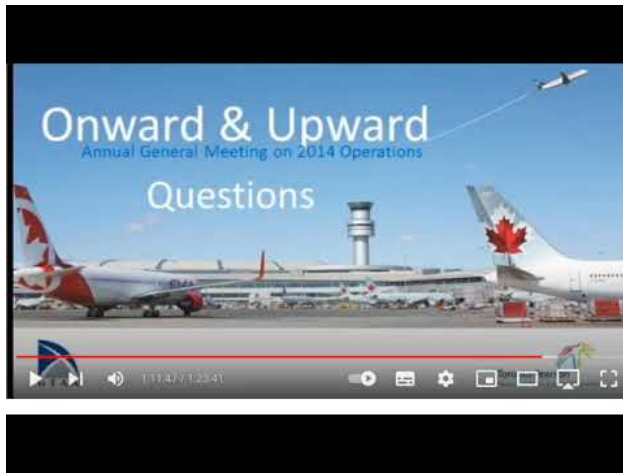 Onward & Upward
Annual General Meeting on 2014 Operations
Questions
1:11:47 / 1:23:41